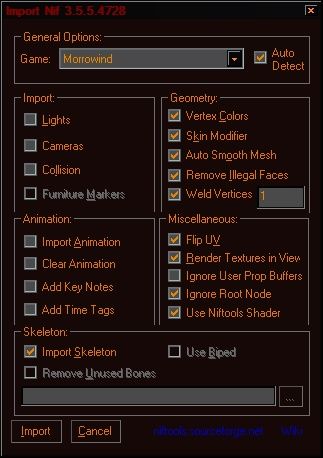 Import Nif 3.5.5.4728
General Options:
Game: Morrowind Auto Detect
Import:
Lights
Cameras
Collision
Furniture Markers
Geometry:
Vertex Colors
Skin Modifier
Auto Smooth Mesh
Remove Illegal Faces
Weld Vertices 1
Animation:
Import Animation
Clear Animation
Add Key Notes
Add Time Tags
Miscellaneous:
Flip UV
Render Textures in View
Ignore User Prop Buffers
Ignore Root Node
Use Niftools Shader
Skeleton:
Import Skeleton Use Biped
Remove Unused Bones
...
Import Cancel niftools.sourceforge.net Wiki